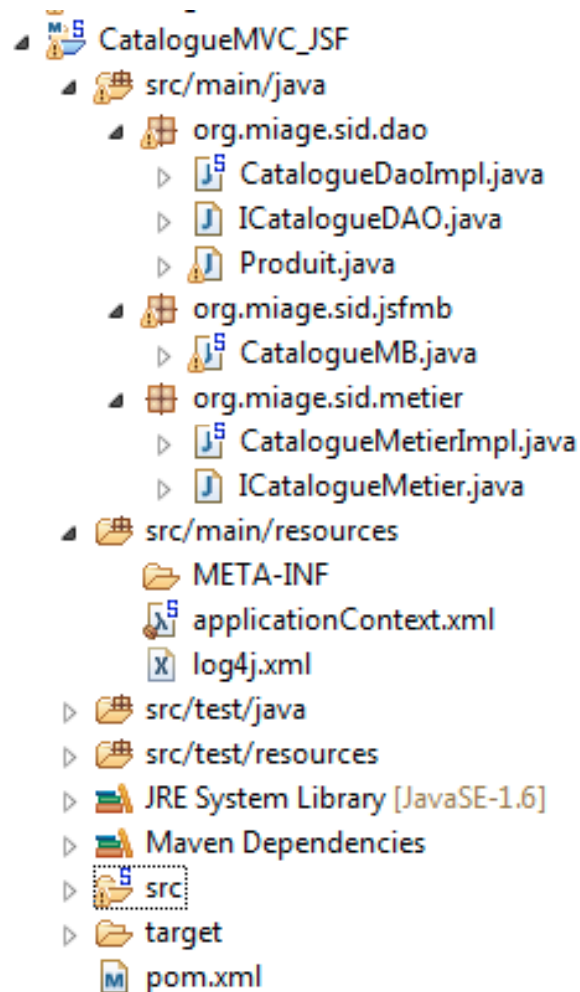 CatalogueMVC_JSF
src/main/java
org.miage.sid.dao
CatalogueDaoImpl.java
ICatalogueDAO.java
Produit.java
org.miage.sid.jsfmb
CatalogueMB.java
org.miage.sid.metier
CatalogueMetierImpl.java
ICatalogueMetier.java
src/main/resources
META-INF
applicationContext.xml
log4j.xml
src/test/java
src/test/resources
JRE System Library [JavaSE-1.6]
Maven Dependencies
src
target
pom.xml